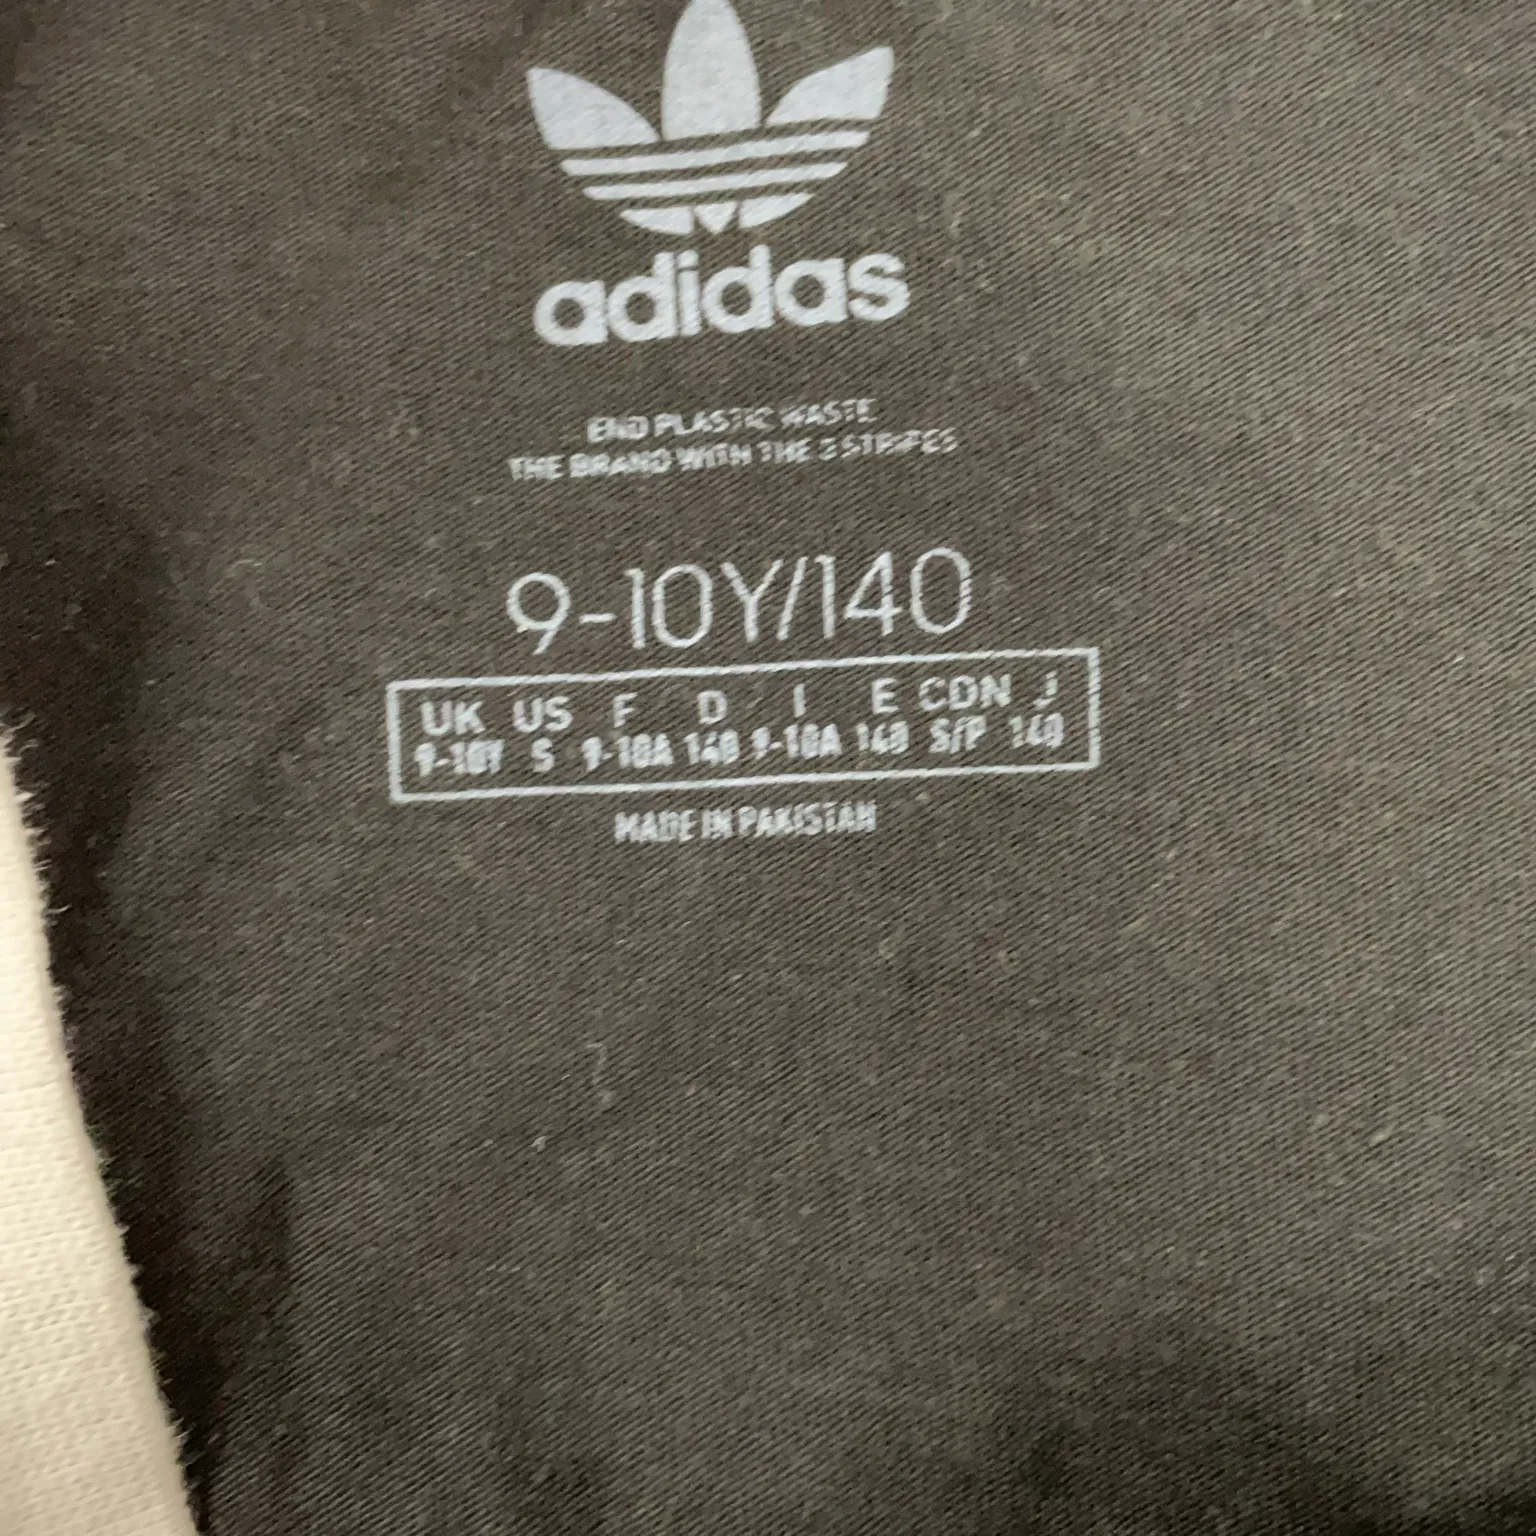 adidas
END PLASTIC WASTE
THE BRAND WITH THE 3 STRIPES
9-10Y/140
UK US F D I E CDN J
9-10Y S 9-10A 140 9-10A 140 S/P 140
MADE IN PAKISTAN